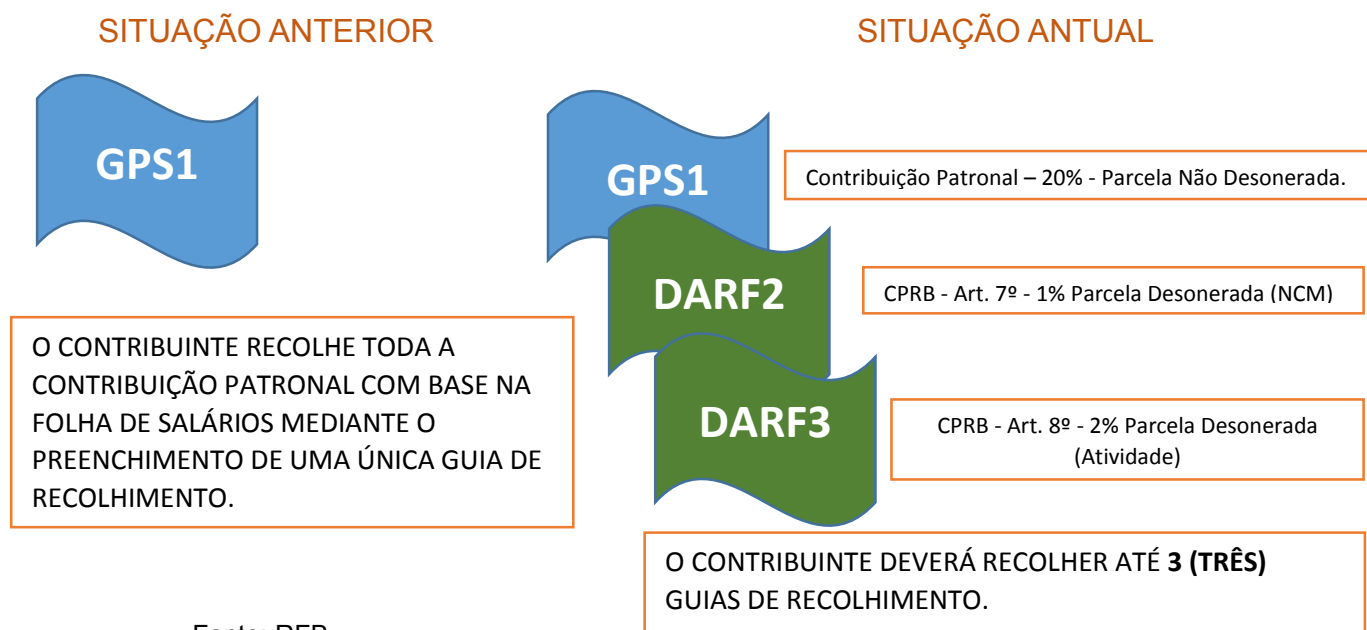 SITUAÇÃO ANTERIOR
GPS1
O CONTRIBUINTE RECOLHE TODA A
CONTRIBUIÇÃO PATRONAL COM BASE NA
FOLHA DE SALÁRIOS MEDIANTE O
PREENCHIMENTO DE UMA ÚNICA GUIA DE
RECOLHIMENTO.
SITUAÇÃO ANTUAL
GPS1
Contribuição Patronal – 20% - Parcela Não Desonerada.
DARF2
CPRB - Art. 7º - 1% Parcela Desonerada (NCM)
DARF3
CPRB - Art. 8º - 2% Parcela Desonerada
(Atividade)
O CONTRIBUINTE DEVERÁ RECOLHER ATÉ 3 (TRÊS)
GUIAS DE RECOLHIMENTO.